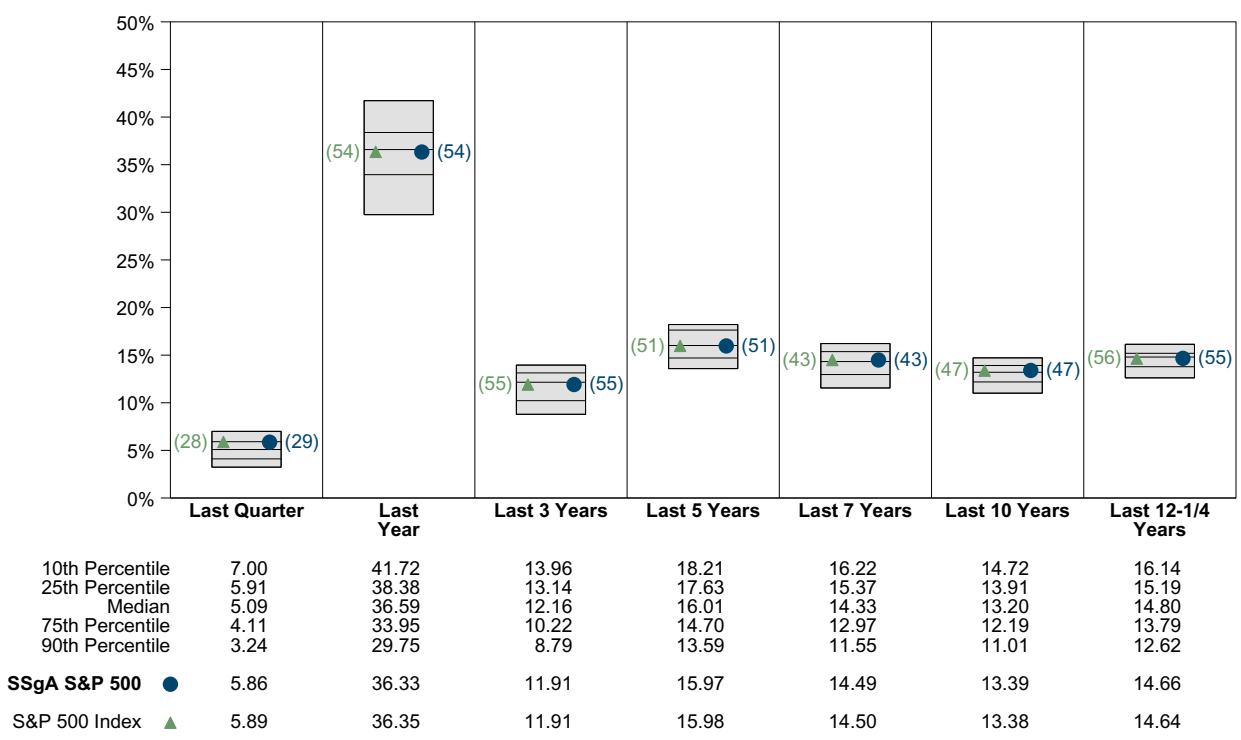 50%
45%
40%
35%
30%
25%
20%
15%
10%
5%
0%
(28) (29)
(54) (54)
(55) (55)
(51) (51)
(43) (43)
(47) (47)
(56) (55)
Last Quarter Last Last 3 Years Last 5 Years Last 7 Years Last 10 Years Last 12-1/4
Year Years
10th Percentile 7.00 41.72 13.96 18.21 16.22 14.72 16.14
25th Percentile 5.91 38.38 13.14 17.63 15.37 13.91 15.19
Median 5.09 36.59 12.16 16.01 14.33 13.20 14.80
75th Percentile 4.11 33.95 10.22 14.70 12.97 12.19 13.79
90th Percentile 3.24 29.75 8.79 13.59 11.55 11.01 12.62
SSgA S&P 500 5.86 36.33 11.91 15.97 14.49 13.39 14.66
S&P 500 Index 5.89 36.35 11.91 15.98 14.50 13.38 14.64